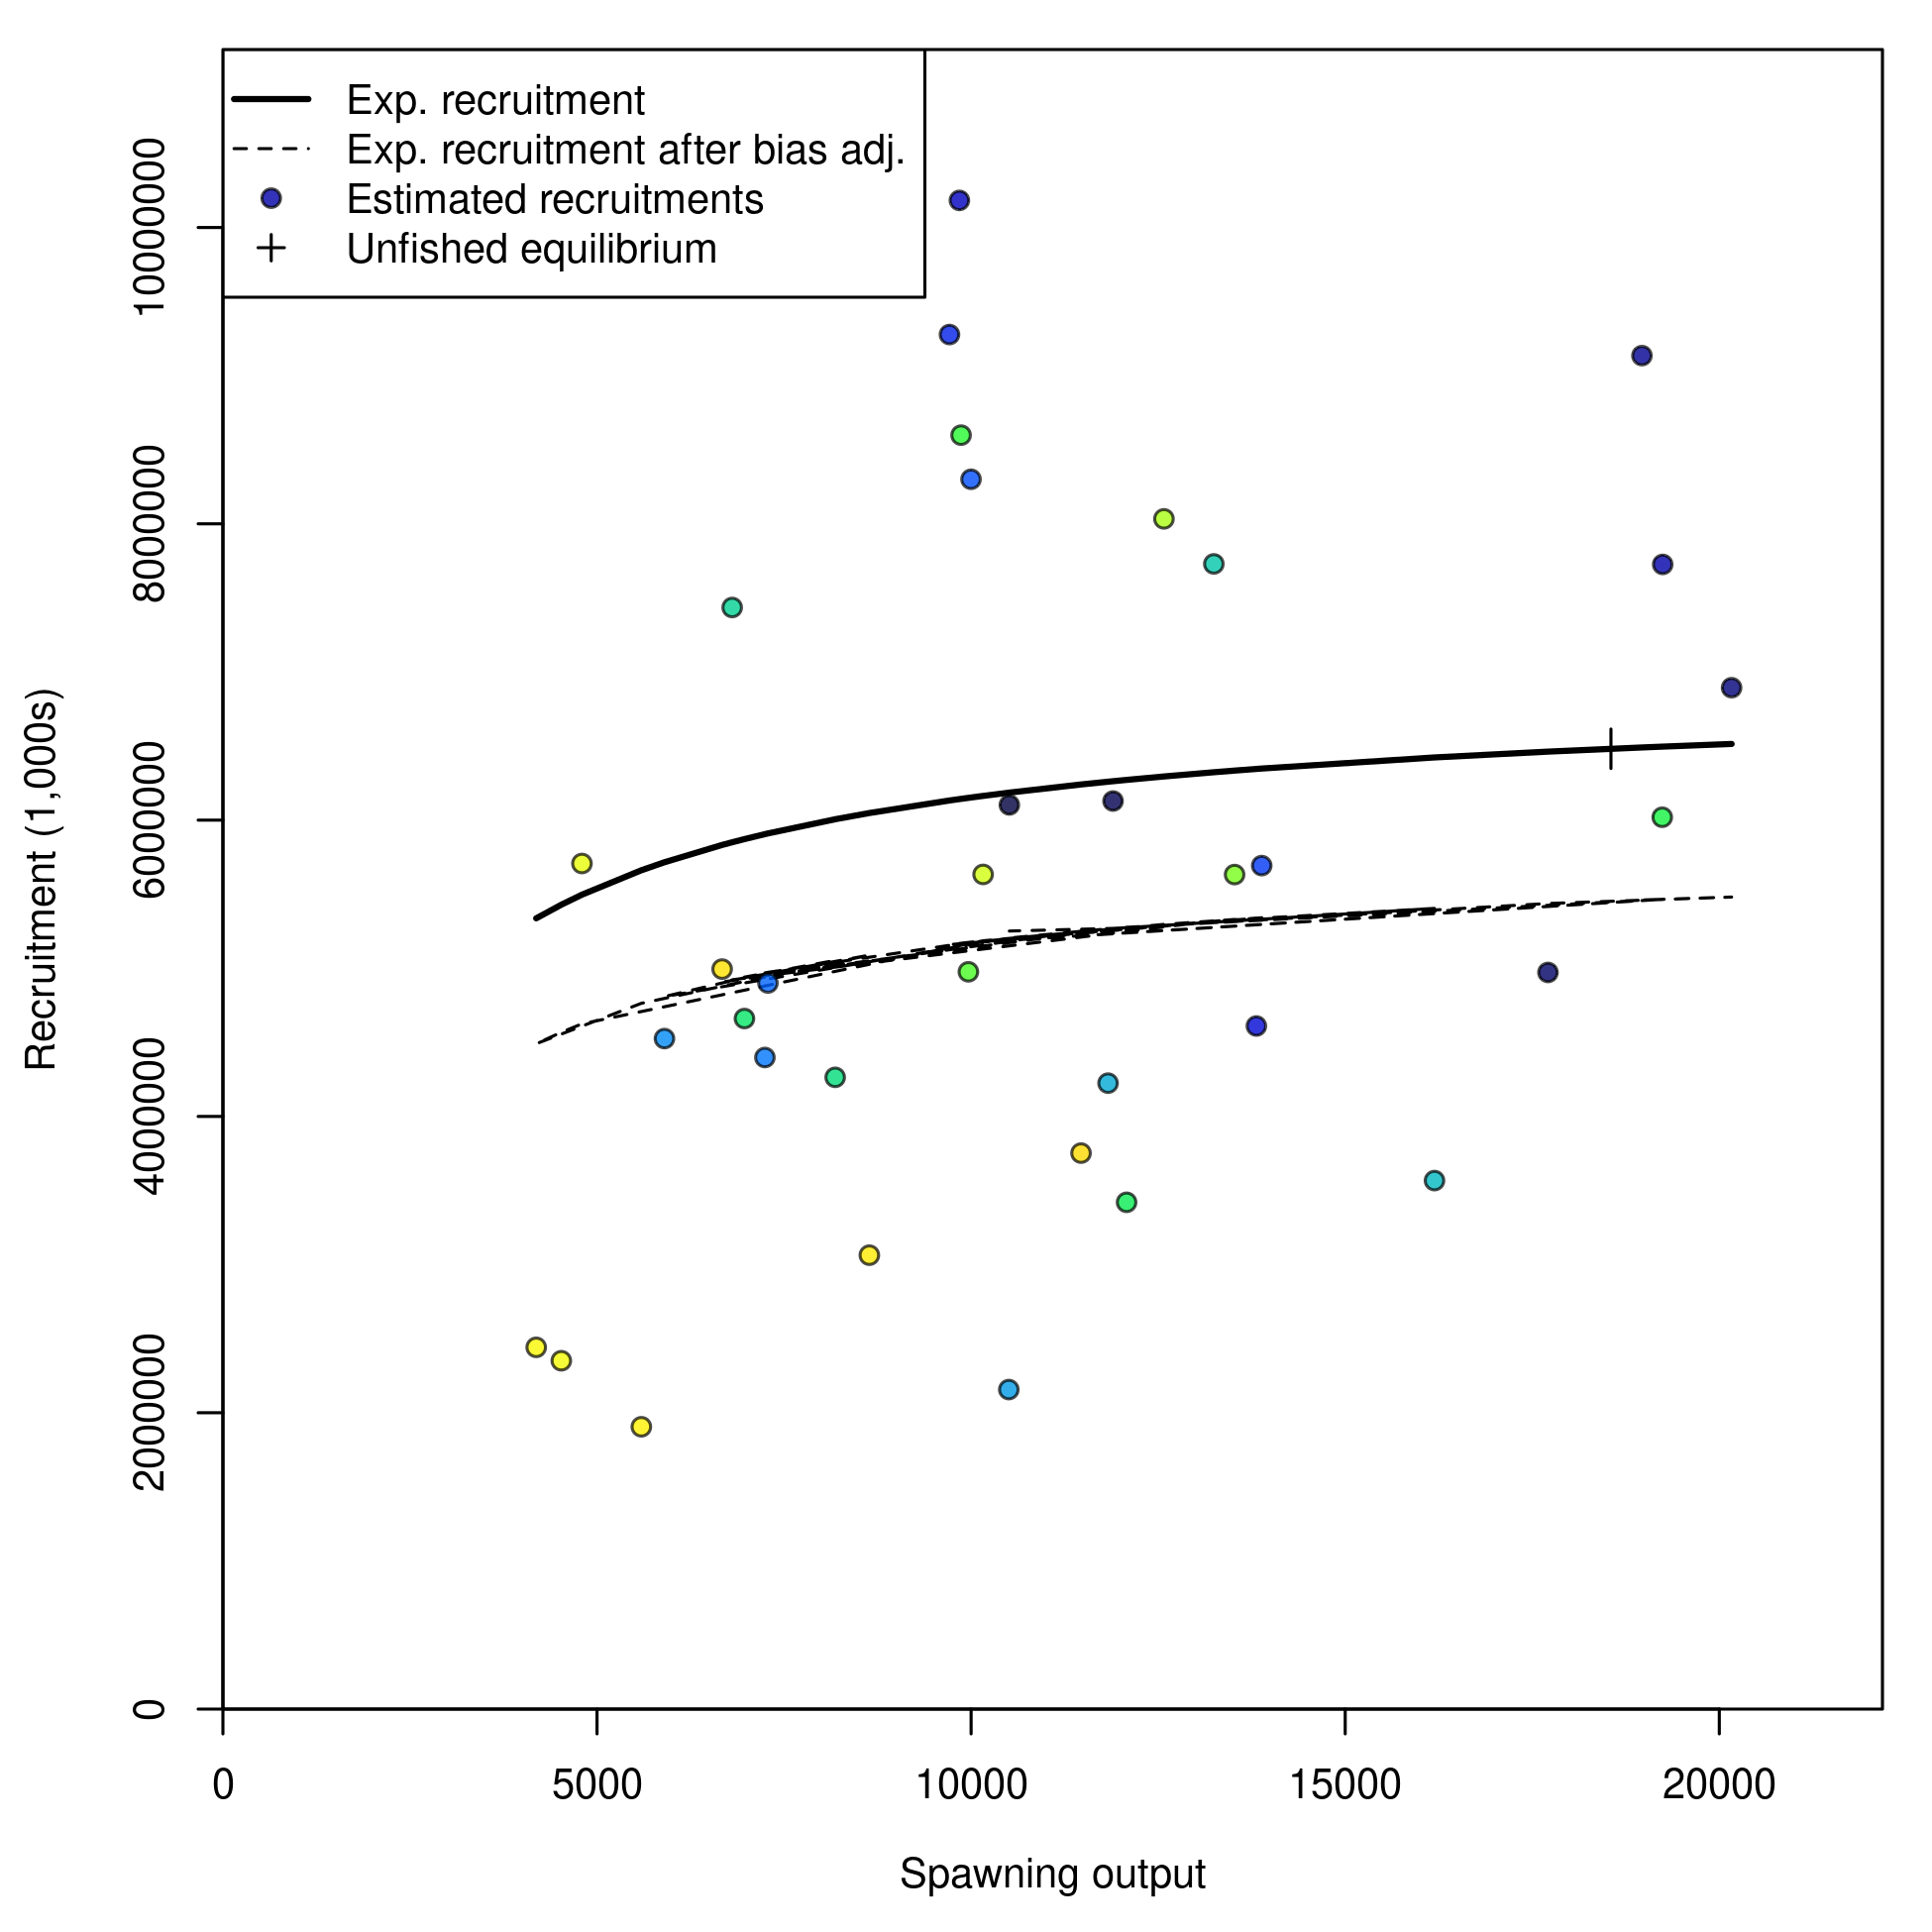 Exp. recruitment
Exp. recruitment after bias adj.
Estimated recruitments
Unfished equilibrium
Recruitment (1,000s)
10000000
8000000
6000000
4000000
2000000
0
0 5000 10000 15000 20000
Spawning output